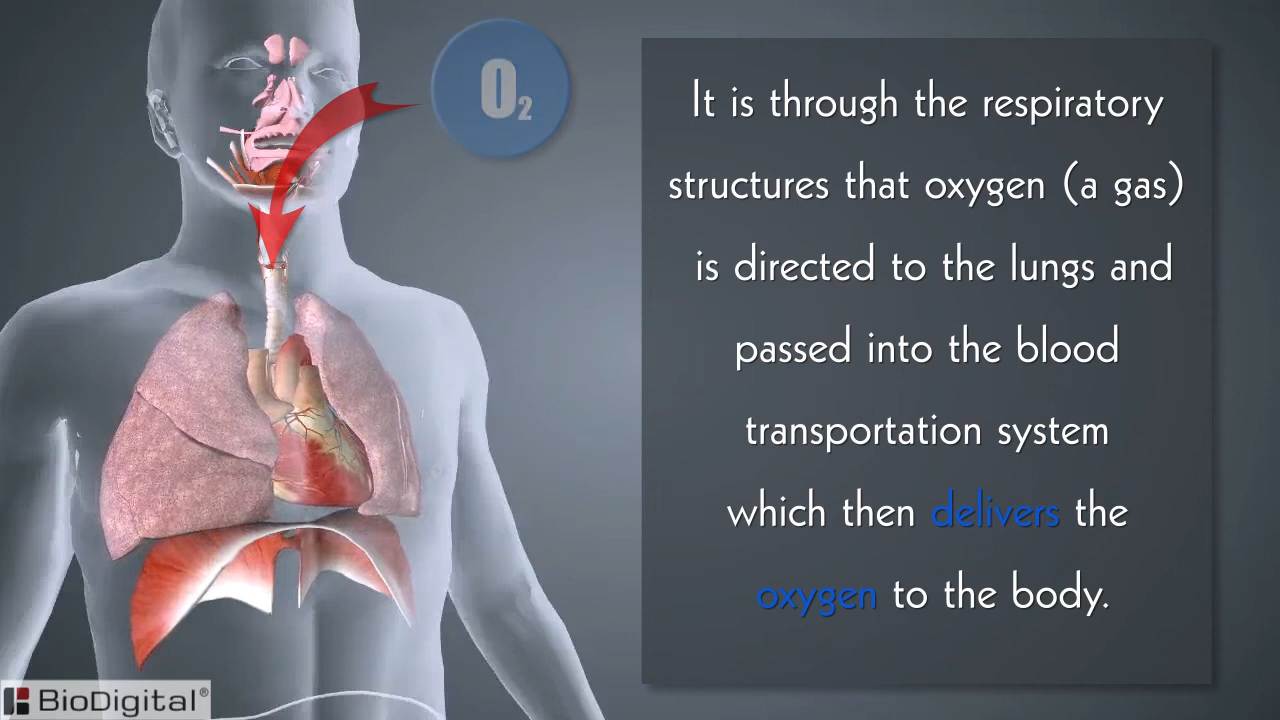 O₂
It is through the respiratory
structures that oxygen (a gas)
is directed to the lungs and
passed into the blood
transportation system
which then delivers the
oxygen to the body.
BioDigital®